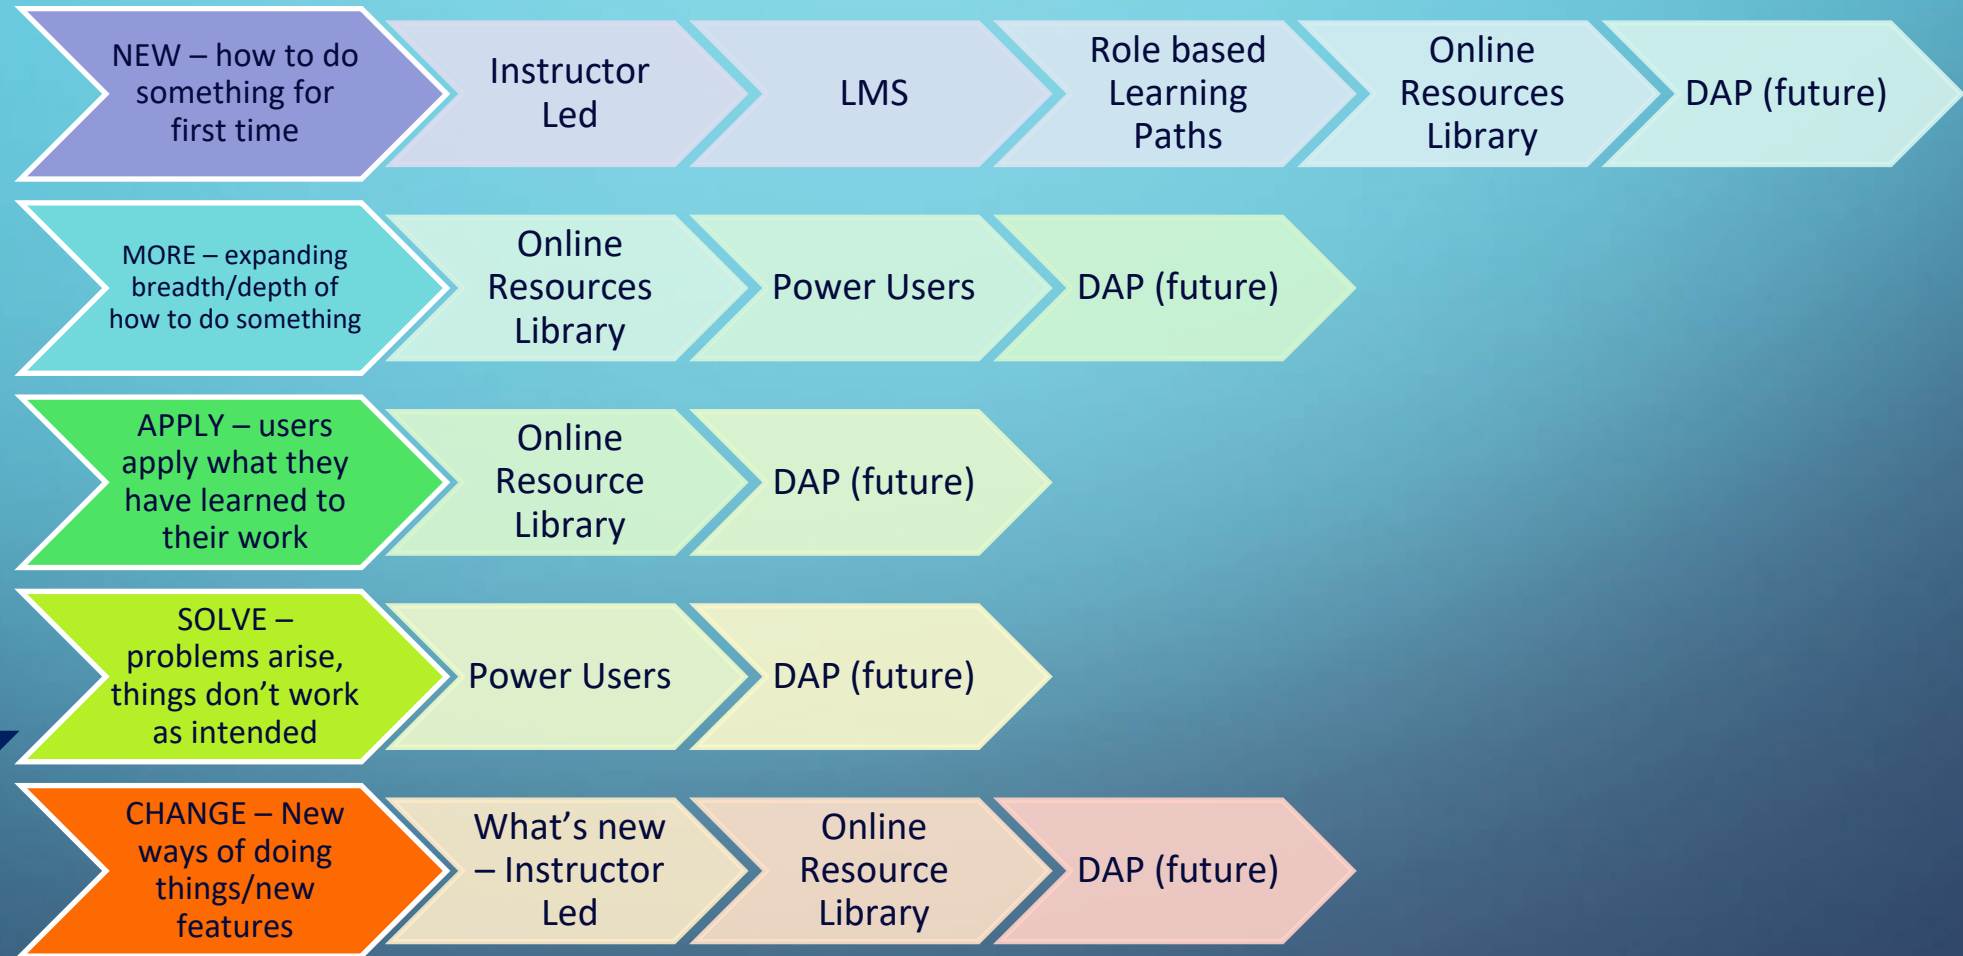 NEW – how to do
something for
first time
Instructor
Led
LMS
Role based
Learning
Paths
Online
Resources
Library
DAP (future)
MORE – expanding
breadth/depth of
how to do something
Online
Resources
Library
Power Users
DAP (future)
APPLY – users
apply what they
have learned to
their work
Online
Resource
Library
DAP (future)
SOLVE –
problems arise,
things don’t work
as intended
Power Users
DAP (future)
CHANGE – New
ways of doing
things/new
features
What’s new
– Instructor
Led
Online
Resource
Library
DAP (future)